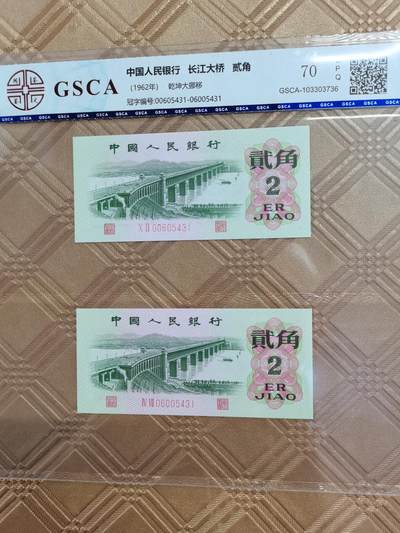 GSCA
中国人民银行 长江大桥 贰角
(1962年) 乾坤大挪移
冠字编号:00605431-06005431
70
P
Q
GSCA-103303736
中國人民銀行
貳角
2
ER
JIAO
X II 00605431
中國人民銀行
貳角
2
ER
JIAO
06005431